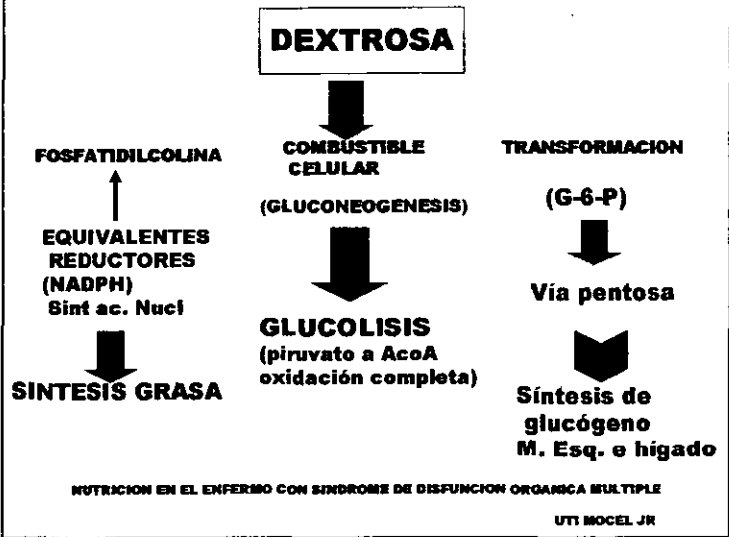 DEXTROSA
FOSFATIDILCOLINA
EQUIVALENTES
REDUCTORES
(NADPH)
Sint ac. Nucl
SINTESIS GRASA
COMBUSTIBLE
CELULAR
(GLUCONEOGENESIS)
GLUCOLISIS
(piruvato a AcoA
oxidación completa)
TRANSFORMACION
(G-6-P)
Vía pentosa
Síntesis de
glucógeno
M. Esq. e hígado
NUTRICION EN EL ENFERMO CON SINDROME DE DISFUNCION ORGANICA MULTIPLE
UTI MOCEL JR